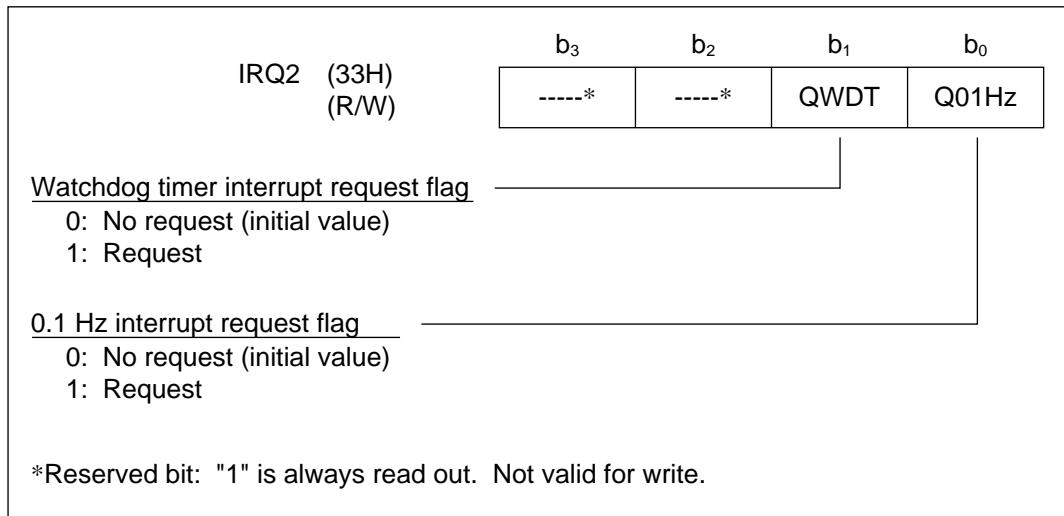 b3 b2 b1 b0
IRQ2 (33H)
(R/W)
-----* -----* QWDT Q01Hz
Watchdog timer interrupt request flag
0: No request (initial value)
1: Request
0.1 Hz interrupt request flag
0: No request (initial value)
1: Request
*Reserved bit: "1" is always read out. Not valid for write.